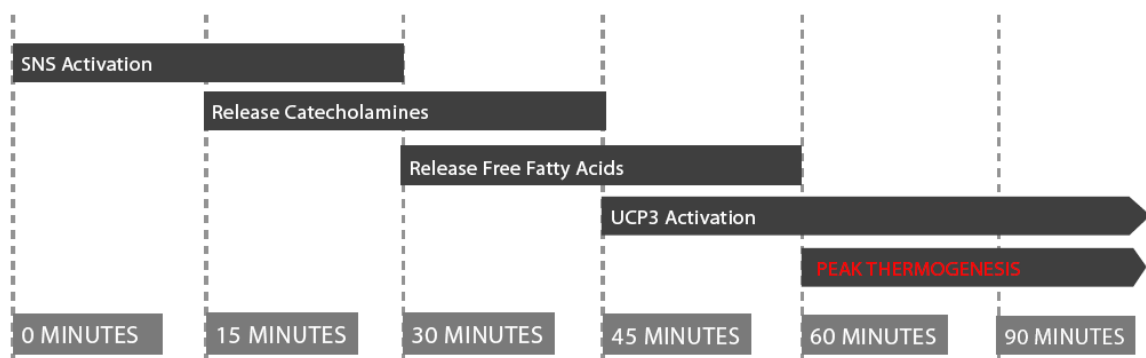 SNS Activation
Release Catecholamines
Release Free Fatty Acids
UCP3 Activation
PEAK THERMOGENESIS
0 MINUTES
15 MINUTES
30 MINUTES
45 MINUTES
60 MINUTES
90 MINUTES